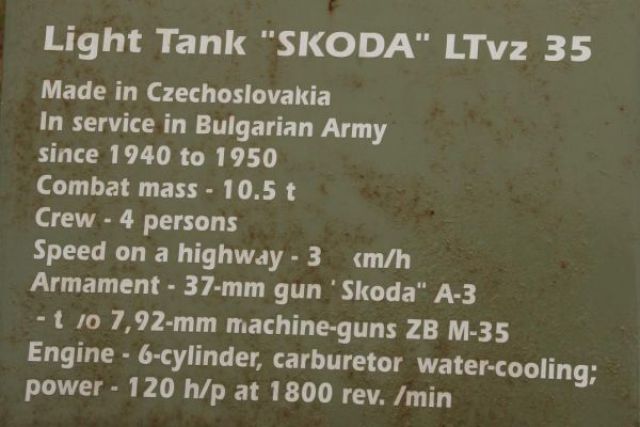 Light Tank "SKODA" LTvz 35
Made in Czechoslovakia
In service in Bulgarian Army
since 1940 to 1950
Combat mass - 10.5 t
Crew - 4 persons
Speed on a highway - km/h
Armament - 37-mm gun 'Skoda" A-3
- two 7,92-mm machine-guns ZB M-35
Engine - 6-cylinder, carburetor water-cooling;
power - 120 h/p at 1800 rev. /min